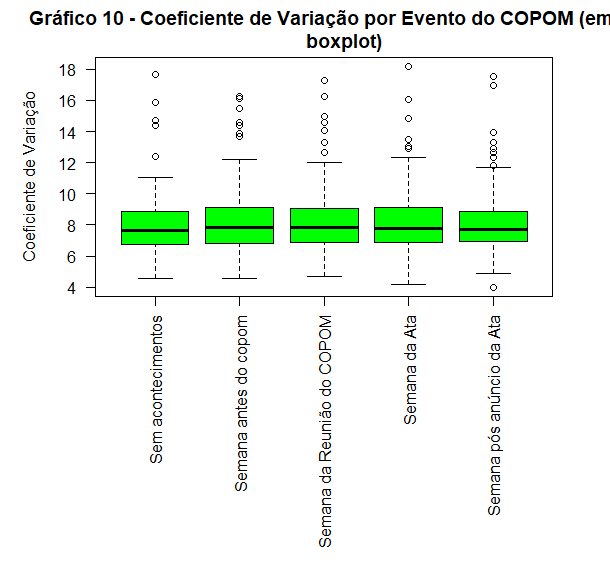 Gráfico 10 - Coeficiente de Variação por Evento do COPOM (em
boxplot)
Coeficiente de Variação
18
16
14
12
10
8
6
4
Sem acontecimentos
Semana antes do copom
Semana da Reunião do COPOM
Semana da Ata
Semana pós anúncio da Ata